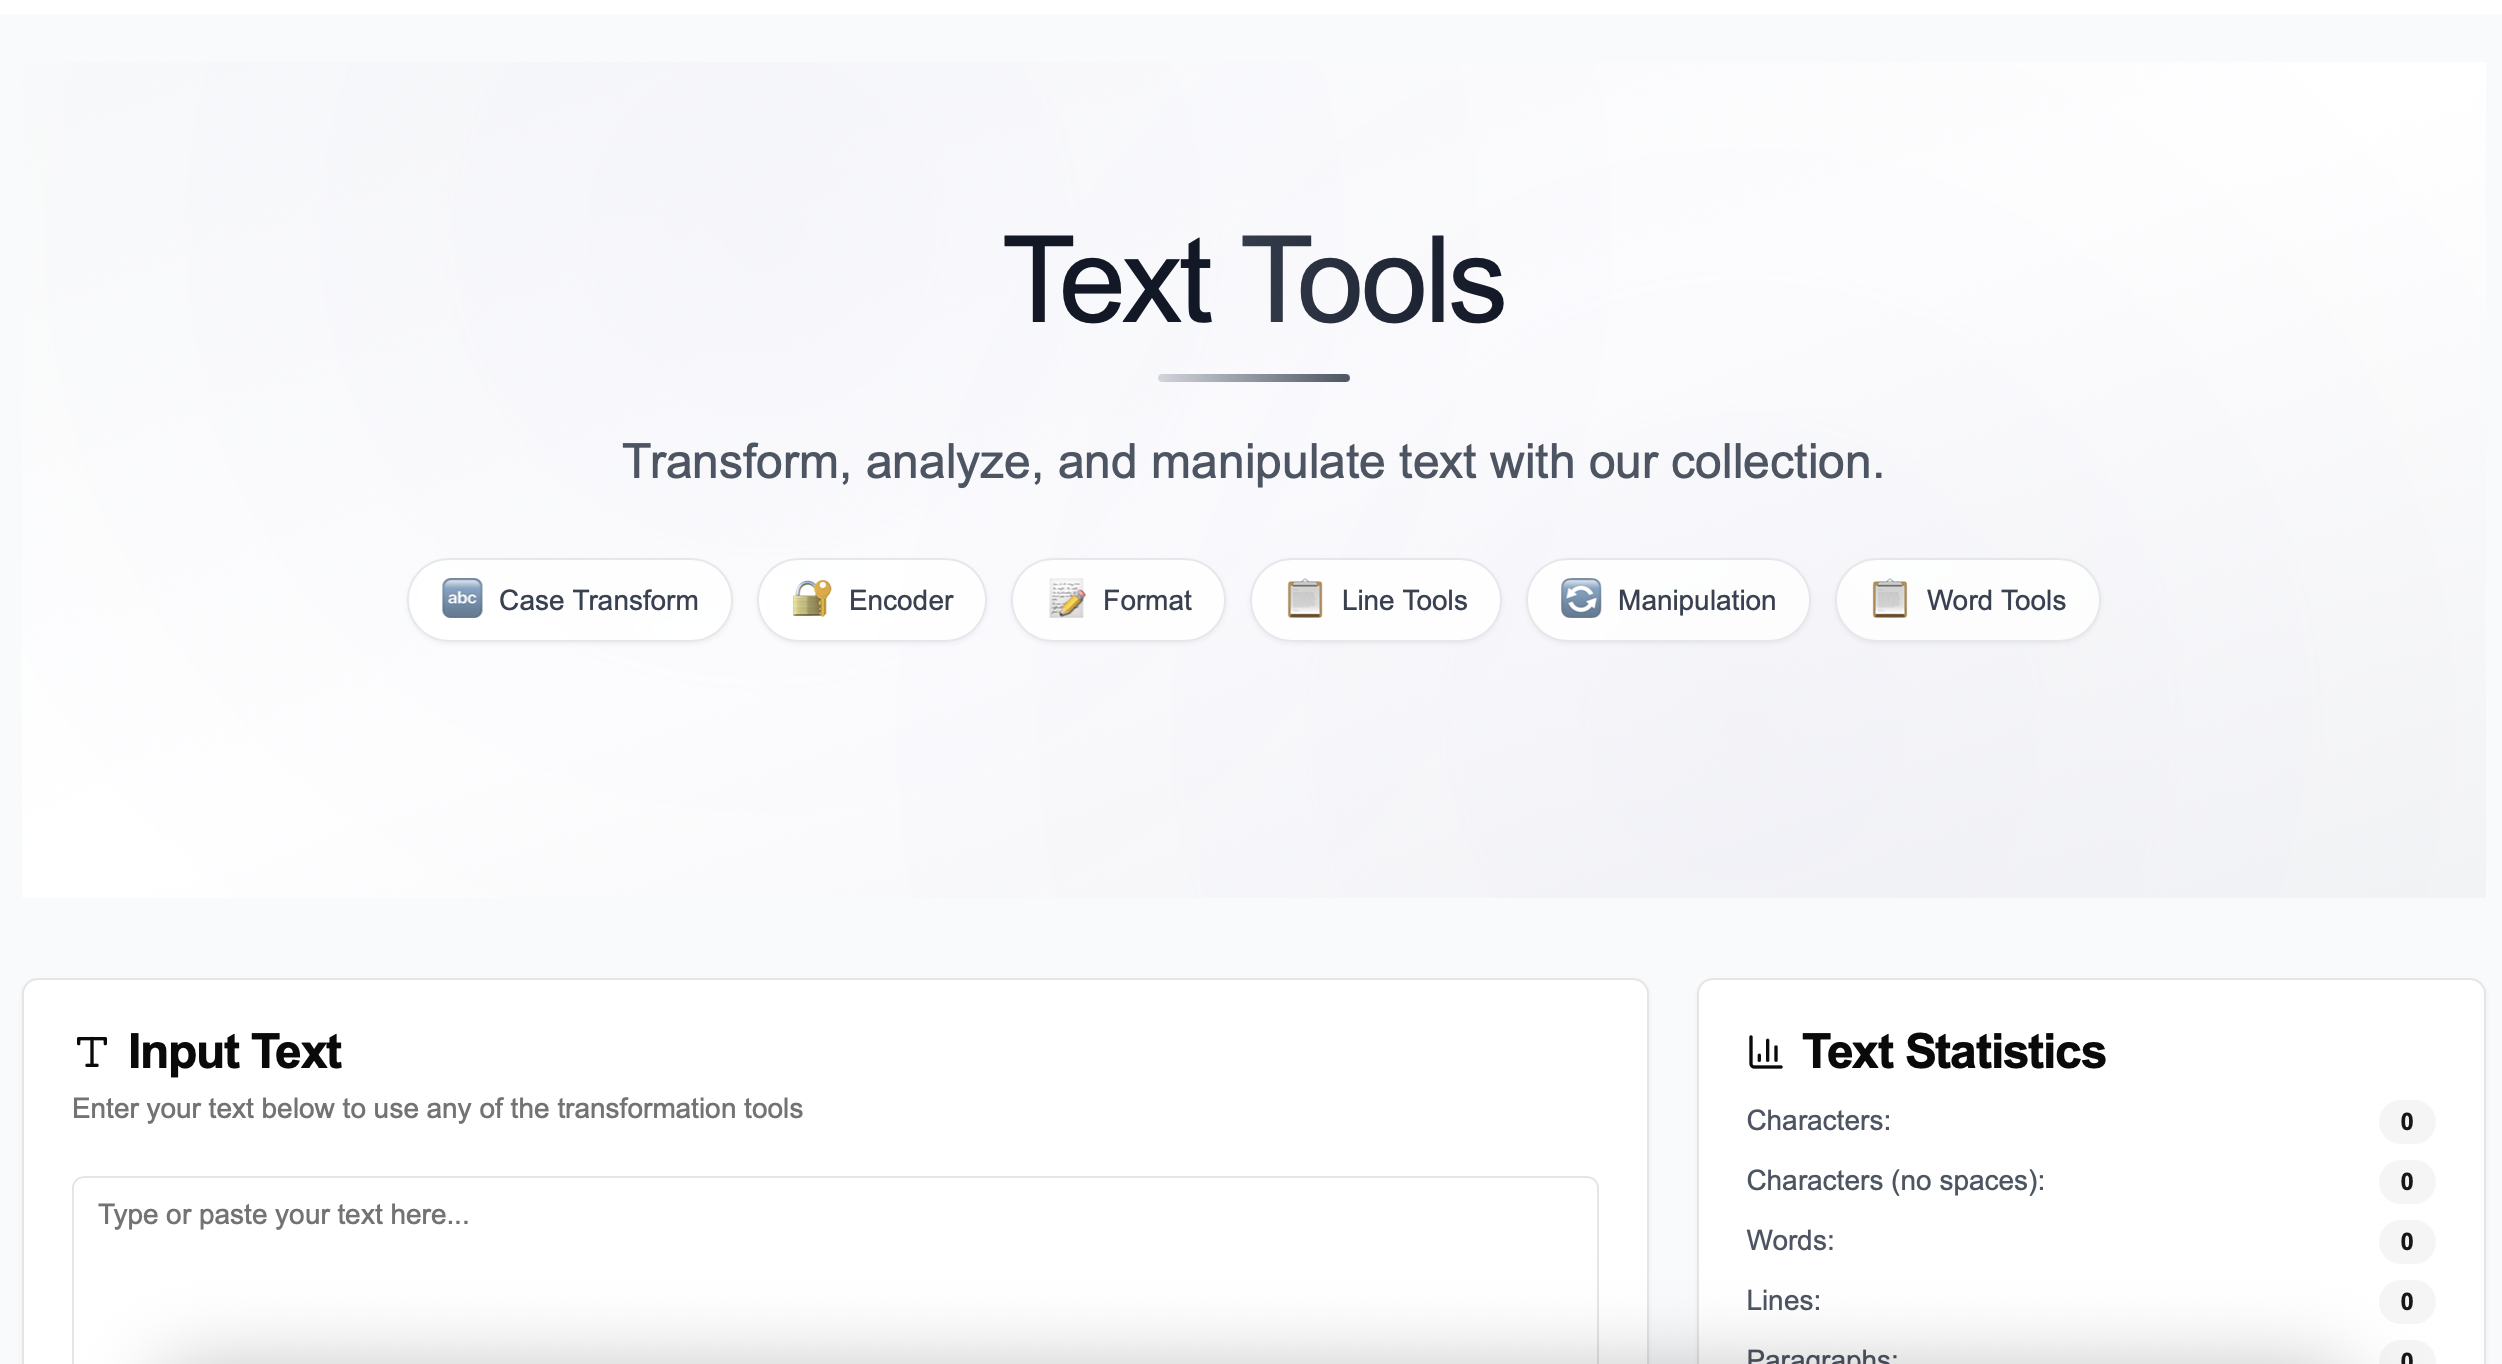 Text Tools
Transform, analyze, and manipulate text with our collection.
abc Case Transform
Encoder
Format
Line Tools
Manipulation
Word Tools
Input Text
Enter your text below to use any of the transformation tools
Type or paste your text here...
Text Statistics
Characters: 0
Characters (no spaces): 0
Words: 0
Lines: 0
Paragraphs: 0